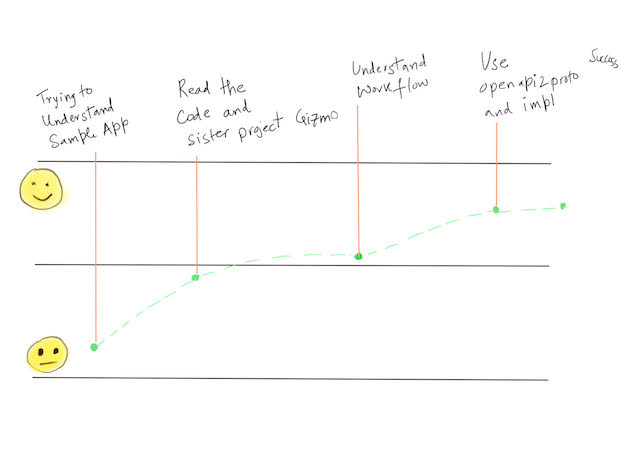 Trying to
Understand
Sample App
Read the
Code and
sister project Gizmo
Understand
Workflow
Use
openapi2proto
and impl
Success